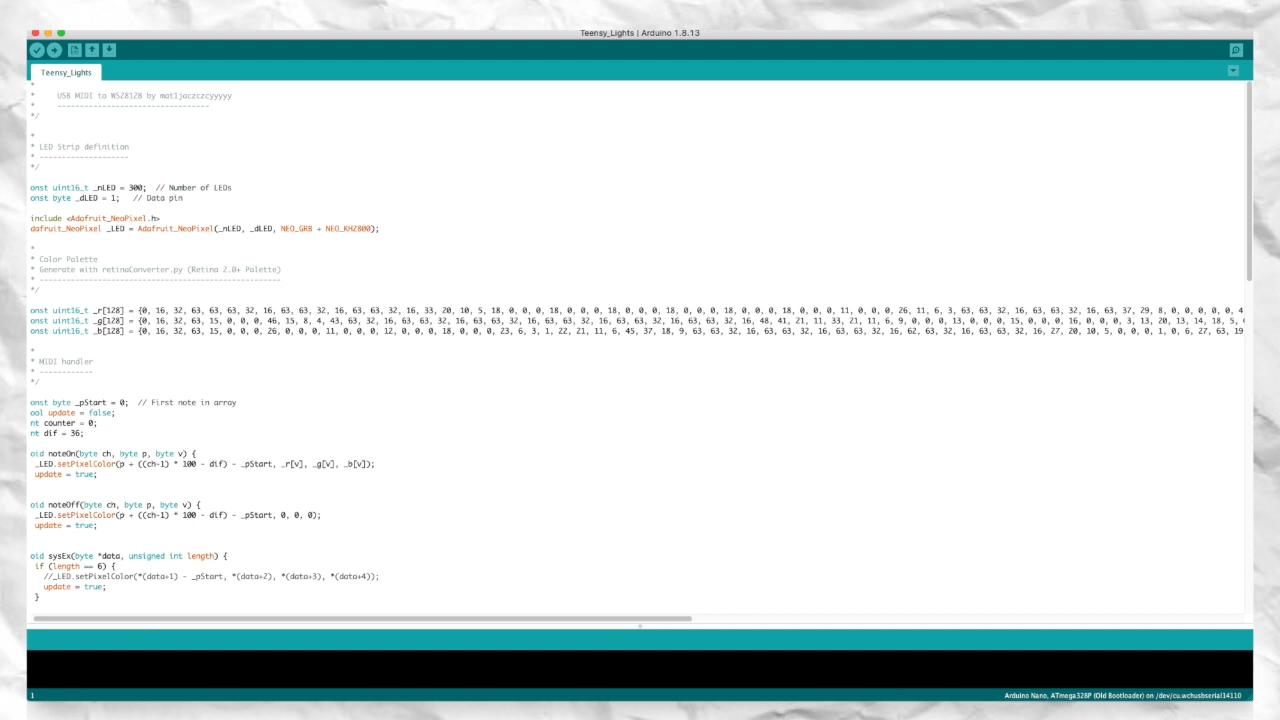 Teensy_Lights | Arduino 1.8.13
Teensy_Lights
*
*     USB MIDI to WS2812B by mat1jaczczcyyyyy
*     ----------------------------------
*/
*
* LED Strip definition
* --------------------
*/
onst uint16_t _nLED = 300;  // Number of LEDs
onst byte _dLED = 1;   // Data pin
include <Adafruit_NeoPixel.h>
dafruit_NeoPixel _LED = Adafruit_NeoPixel(_nLED, _dLED, NEO_GRB + NEO_KHZ800);
*
* Color Palette
* Generate with retinaConverter.py (Retina 2.0+ Palette)
* ------------------------------------------------------
*/
onst uint16_t _r[128] = {0, 16, 32, 63, 63, 63, 32, 16, 63, 63, 32, 16, 63, 63, 32, 16, 33, 20, 10, 5, 18, 0, 0, 0, 18, 0, 0, 0, 18, 0, 0, 0, 18, 0, 0, 0, 18, 0, 0, 0, 18, 0, 0, 0, 11, 0, 0, 0, 26, 11, 6, 3, 63, 63, 32, 16, 63, 63, 32, 16, 63, 37, 29, 8, 0, 0, 0, 0, 4
onst uint16_t _g[128] = {0, 16, 32, 63, 15, 0, 0, 0, 46, 15, 8, 4, 43, 63, 32, 16, 63, 63, 32, 16, 63, 63, 32, 16, 63, 63, 32, 16, 63, 63, 32, 16, 63, 63, 32, 16, 48, 41, 21, 11, 33, 21, 11, 6, 9, 0, 0, 0, 13, 0, 0, 0, 15, 0, 0, 0, 16, 0, 0, 0, 3, 13, 20, 13, 14, 18, 5,
onst uint16_t _b[128] = {0, 16, 32, 63, 15, 0, 0, 0, 26, 0, 0, 0, 11, 0, 0, 0, 12, 0, 0, 0, 18, 0, 0, 0, 23, 6, 3, 1, 22, 21, 11, 6, 45, 37, 18, 9, 63, 63, 32, 16, 63, 63, 32, 16, 63, 63, 32, 16, 62, 63, 32, 16, 63, 63, 32, 16, 27, 20, 10, 5, 0, 0, 0, 1, 0, 6, 27, 63, 19
*
* MIDI handler
* ------------
*/
onst byte _pStart = 0;  // First note in array
ool update = false;
nt counter = 0;
nt dif = 36;
oid noteOn(byte ch, byte p, byte v) {
_LED.setPixelColor(p + ((ch-1) * 100 - dif) - _pStart, _r[v], _g[v], _b[v]);
update = true;
oid noteOff(byte ch, byte p, byte v) {
_LED.setPixelColor(p + ((ch-1) * 100 - dif) - _pStart, 0, 0, 0);
update = true;
oid sysEx(byte *data, unsigned int length) {
if (length == 6) {
//_LED.setPixelColor(*(data+1) - _pStart, *(data+2), *(data+3), *(data+4));
update = true;
}
1
Arduino Nano, ATmega328P (Old Bootloader) on /dev/cu.wchusbserial14110